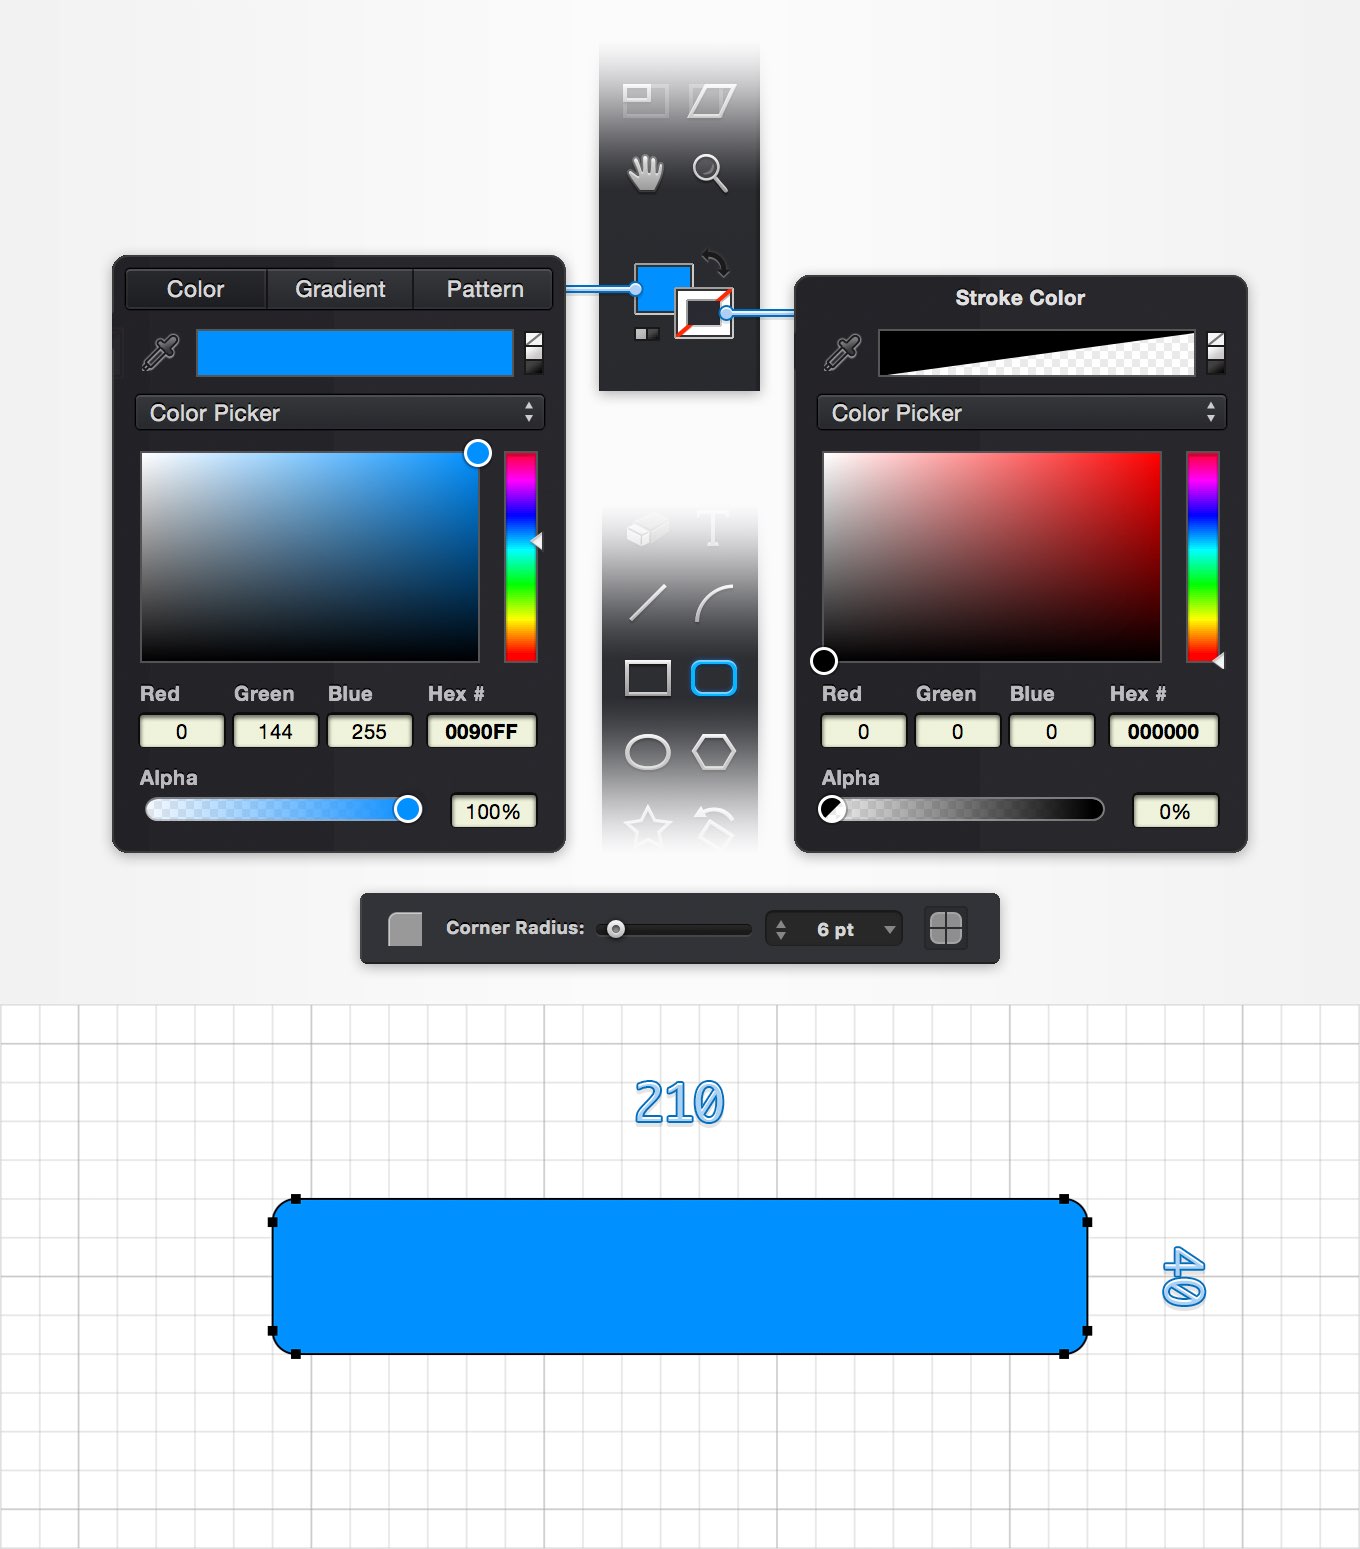 Color Gradient Pattern
Color Picker
Red Green Blue Hex #
0 144 255 0090FF
Alpha
100%
T
Stroke Color
Color Picker
Red Green Blue Hex #
0 0 0 000000
Alpha
0%
Corner Radius: 6 pt
210
40